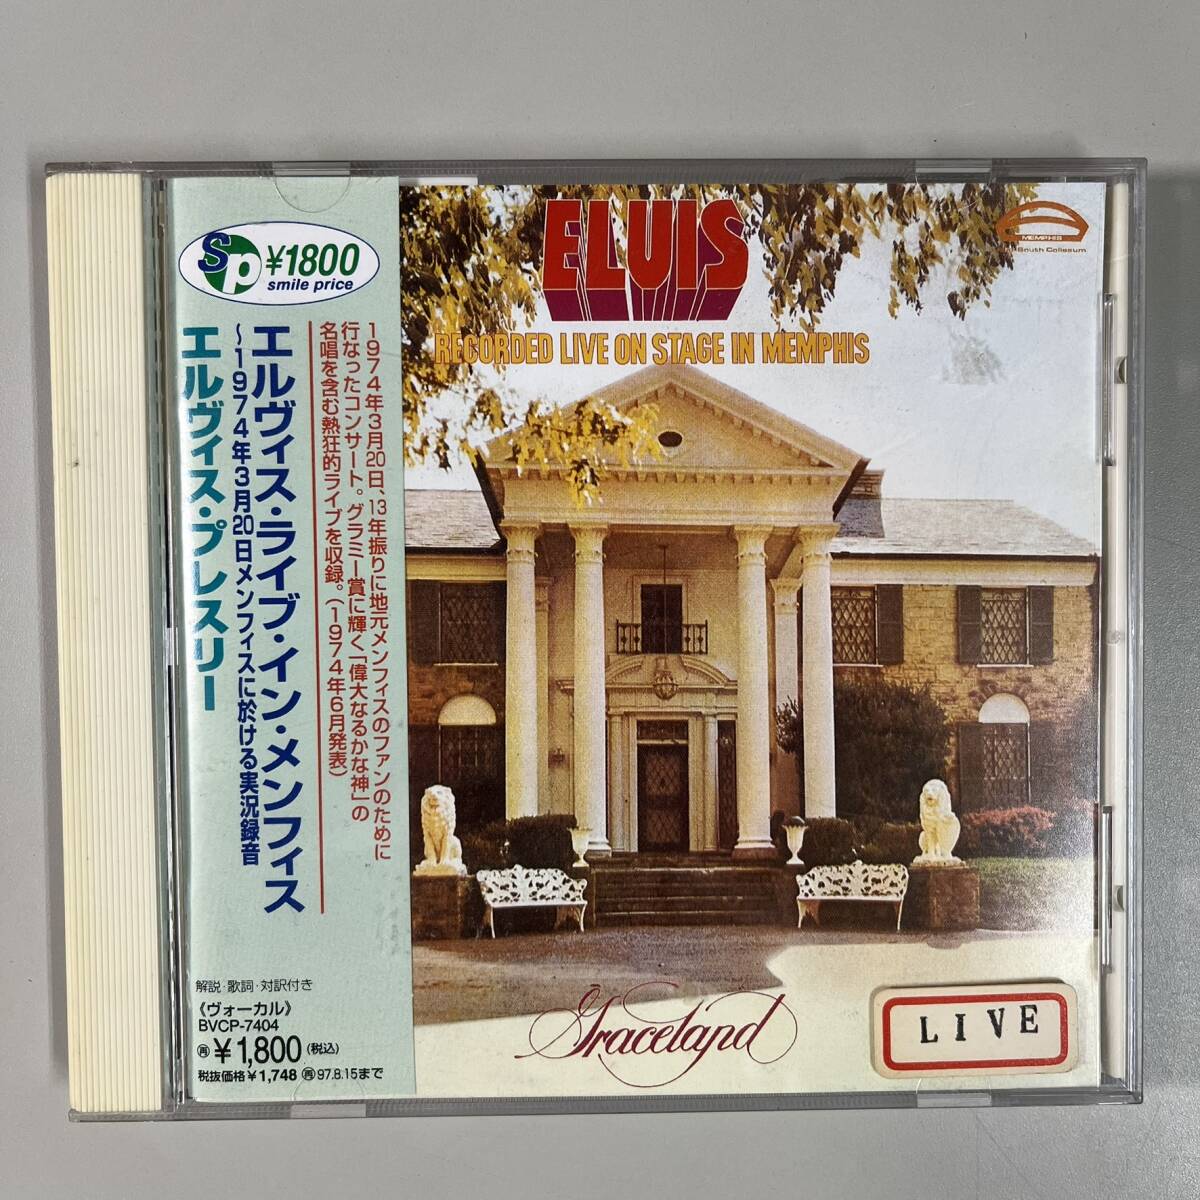 Sp ¥1800
smile price
エルヴィス・ライブ・イン・メンフィス
〜1974年3月20日メンフィスに於ける実況録音
エルヴィス・プレスリー
1974年3月20日、13年振りに地元メンフィスのファンのために
行なったコンサート。グラミー賞に輝く「偉大なるかな神」の
名唱を含む熱狂的ライブを収録。(1974年6月発表)
解説・歌詞・対訳付き
《ヴォーカル》
BVCP-7404
再 ¥1,800 (税込)
税抜価格¥1,748 再 97.8.15まで
ELVIS
RECORDED LIVE ON STAGE IN MEMPHIS
MEMPHIS
South Coliseum
Graceland
LIVE